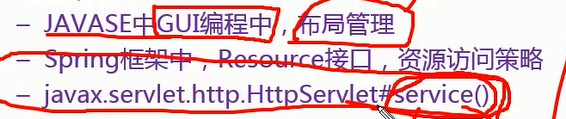 – JAVASE中GUI编程中，布局管理
– Spring框架中，Resource接口，资源访问策略
– javax.servlet.http.HttpServlet#service()